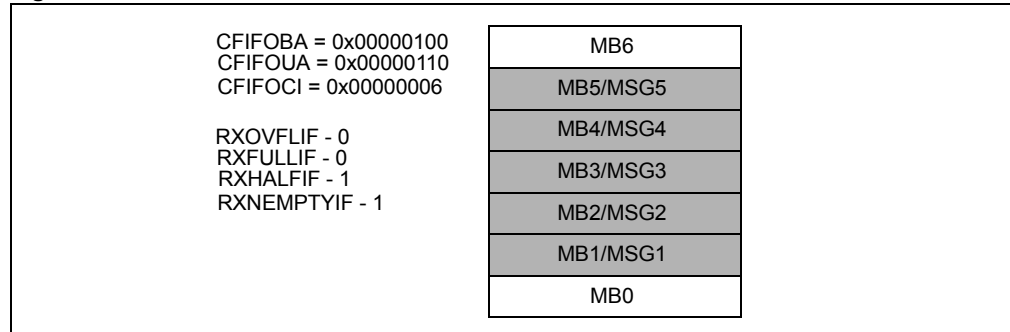 CFIFOBA = 0x00000100
CFIFOUA = 0x00000110
CFIFOCI = 0x00000006
RXOVFLIF - 0
RXFULLIF - 0
RXHALFIF - 1
RXNEMPTYIF - 1
MB6
MB5/MSG5
MB4/MSG4
MB3/MSG3
MB2/MSG2
MB1/MSG1
MB0